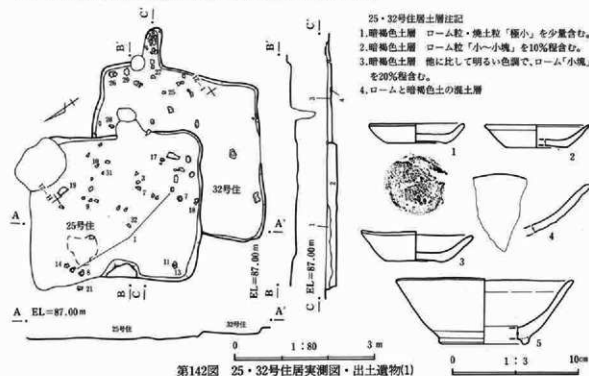 25・32号住居土層注記
1.暗褐色土層 ローム粒・焼土粒「極小」を少量含む。
2.暗褐色土層 ローム粒「小〜小塊」を10%程含む。
3.暗褐色土層 他に比して明るい色調で、ローム「小塊」
を20%程含む。
4.ロームと暗褐色土の混土層
C'
B'
B'
C'
32号住
25号住
A
A'
B
C
EL=87.00m
B
EL=87.00m
C
A
EL=87.00m
A'
25号住
32号住
0
1:80
3 m
1
2
3
4
5
0
1:3
10cm
第142図 25・32号住居実測図・出土遺物(1)